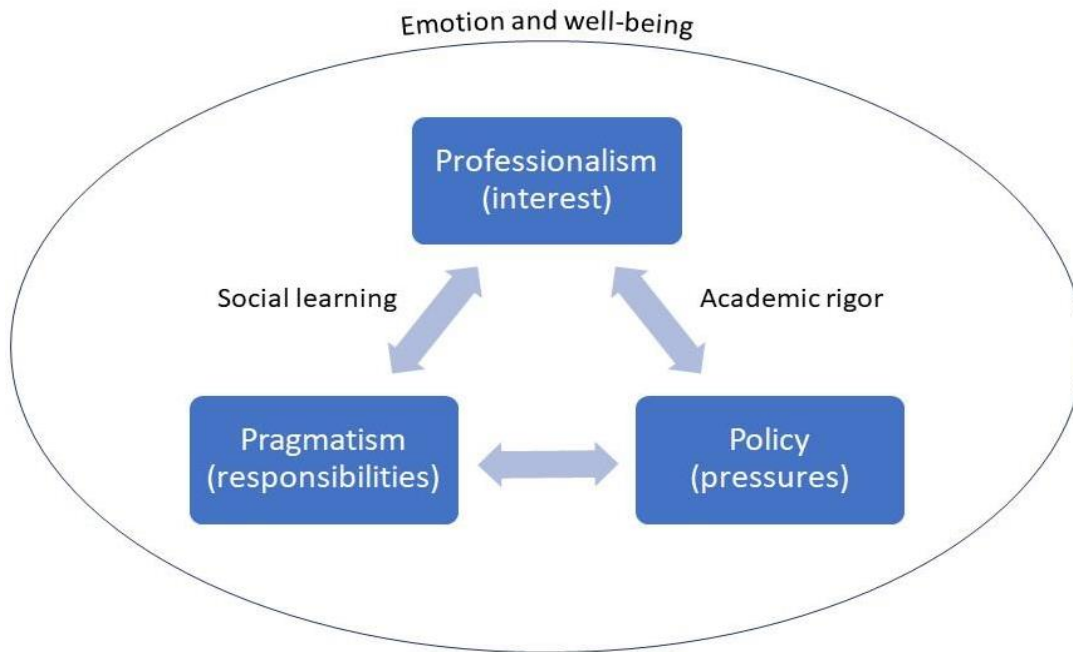 Emotion and well-being
Professionalism
(interest)
Social learning
Academic rigor
Pragmatism
(responsibilities)
Policy
(pressures)